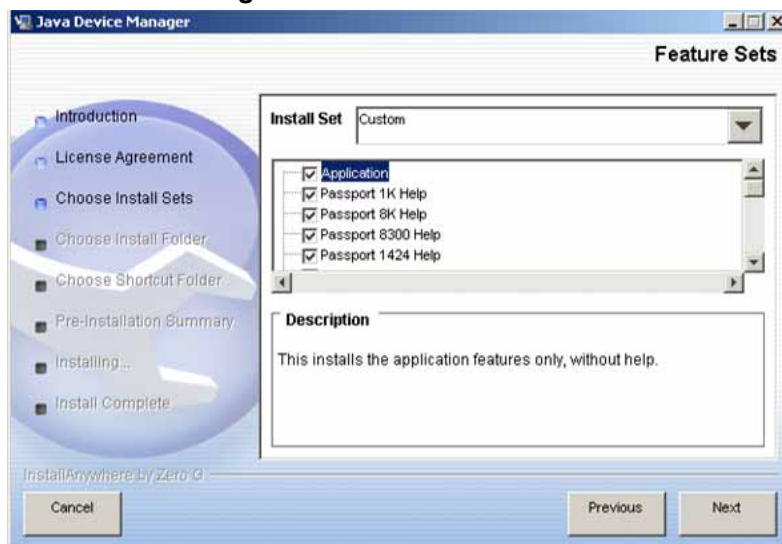 Java Device Manager
Feature Sets
Introduction
License Agreement
Choose Install Sets
Choose Install Folder
Choose Shortcut Folder
Pre-Installation Summary
Installing...
Install Complete
Install Set
Custom
Application
Passport 1K Help
Passport 8K Help
Passport 8300 Help
Passport 1424 Help
Description
This installs the application features only, without help.
InstallAnywhere by Zero G
Cancel
Previous
Next